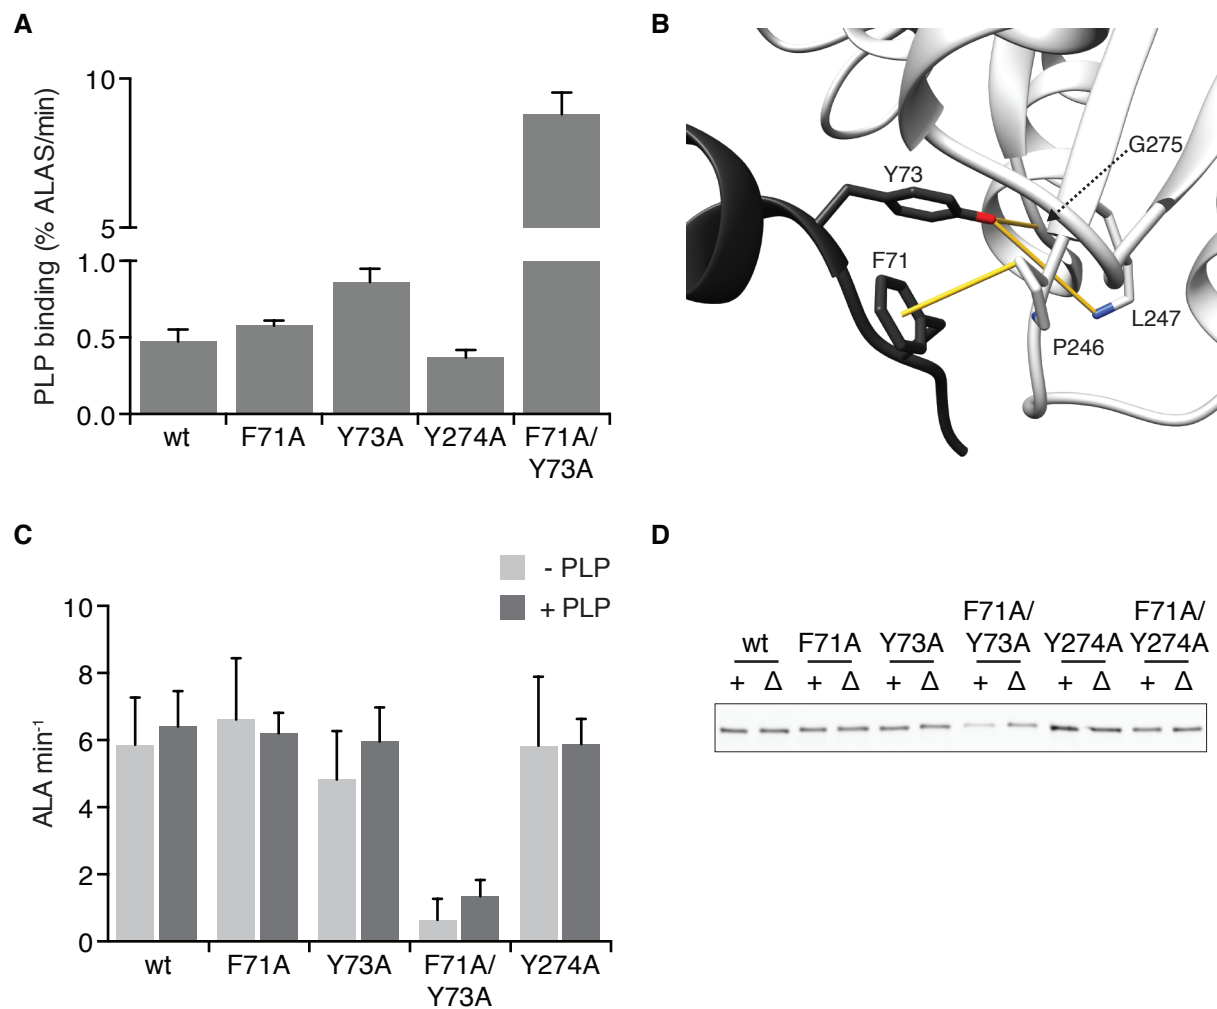 A
PLP binding (% ALAS/min)
10
5
1.0
0.5
0.0
wt
F71A
Y73A
Y274A
F71A/
Y73A
B
Y73
G275
F71
L247
P246
C
- PLP
+ PLP
ALA min-1
10
8
6
4
2
0
wt
F71A
Y73A
F71A/
Y73A
Y274A
D
wt
F71A
Y73A
F71A/
Y73A
Y274A
F71A/
Y274A
+ Δ + Δ + Δ + Δ + Δ + Δ